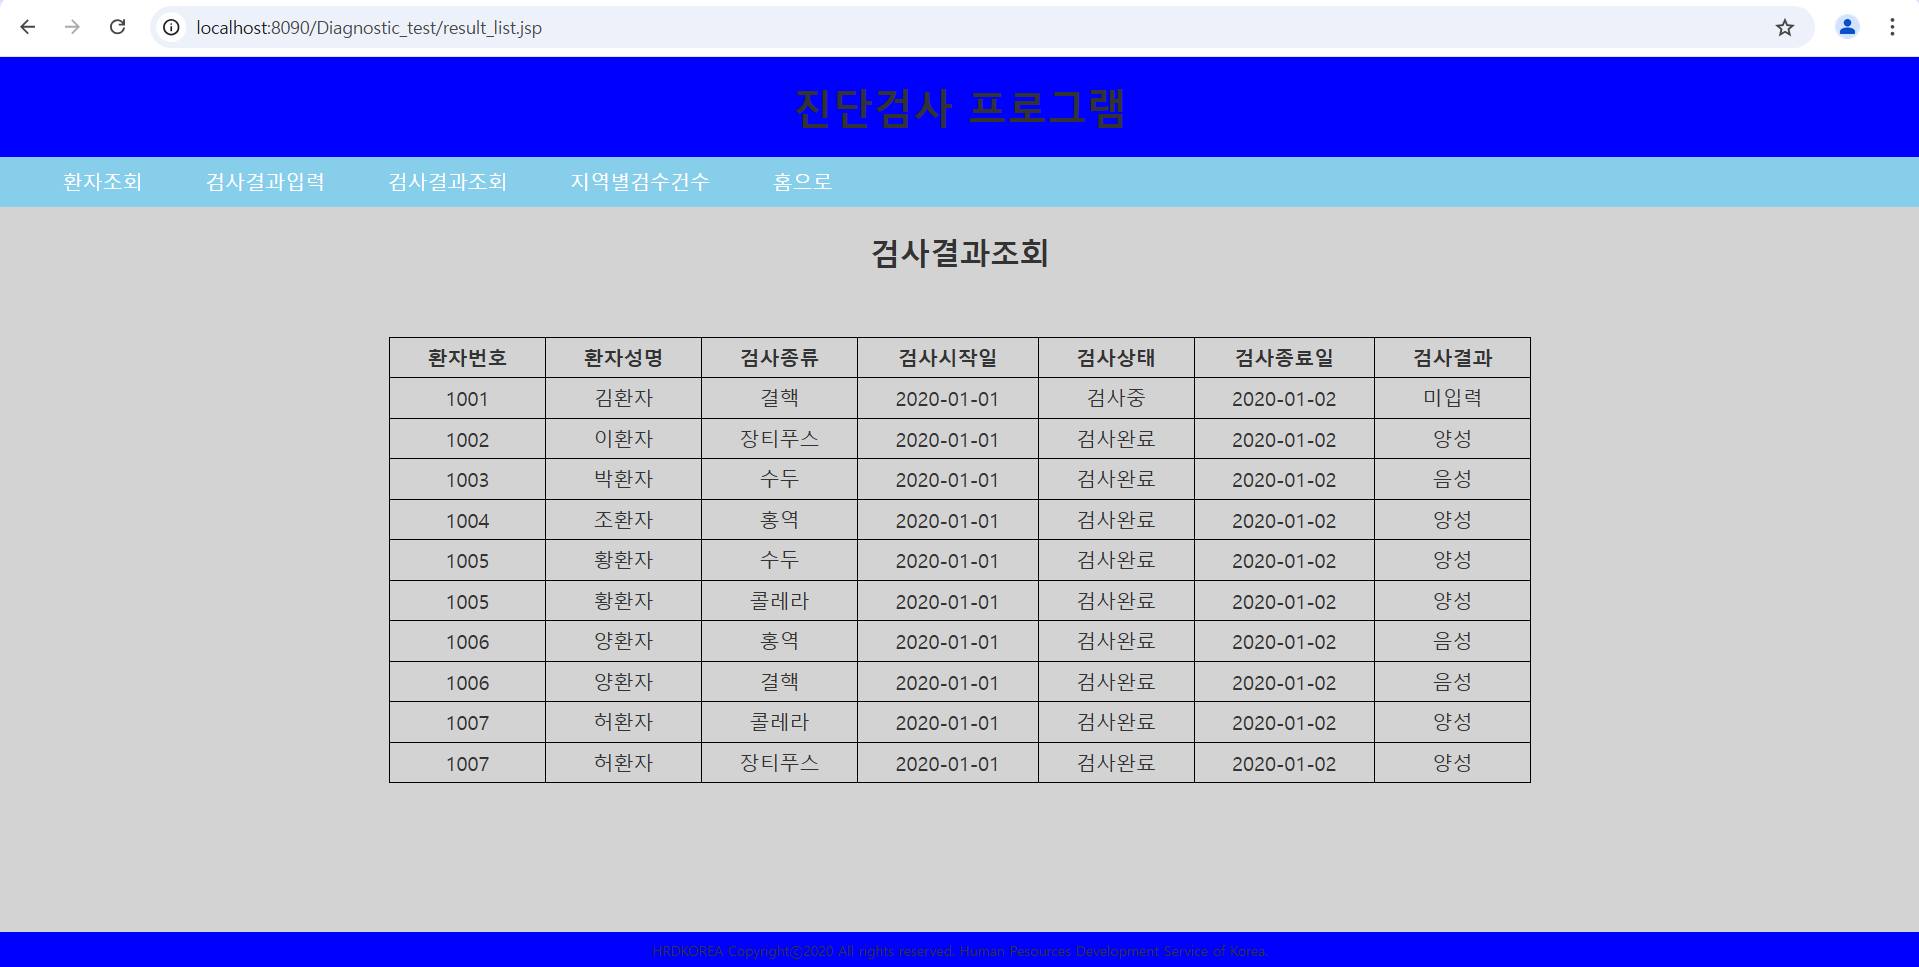 localhost:8090/Diagnostic_test/result_list.jsp
진단검사 프로그램
환자조회 검사결과입력 검사결과조회 지역별검수건수 홈으로
검사결과조회
환자번호 환자성명 검사종류 검사시작일 검사상태 검사종료일 검사결과
1001 김환자 결핵 2020-01-01 검사중 2020-01-02 미입력
1002 이환자 장티푸스 2020-01-01 검사완료 2020-01-02 양성
1003 박환자 수두 2020-01-01 검사완료 2020-01-02 음성
1004 조환자 홍역 2020-01-01 검사완료 2020-01-02 양성
1005 황환자 수두 2020-01-01 검사완료 2020-01-02 양성
1005 황환자 콜레라 2020-01-01 검사완료 2020-01-02 양성
1006 양환자 홍역 2020-01-01 검사완료 2020-01-02 음성
1006 양환자 결핵 2020-01-01 검사완료 2020-01-02 음성
1007 허환자 콜레라 2020-01-01 검사완료 2020-01-02 양성
1007 허환자 장티푸스 2020-01-01 검사완료 2020-01-02 양성
HRDKOREA Copyright©2020 All rights reserved. Human Pesources Development Service of Korea.